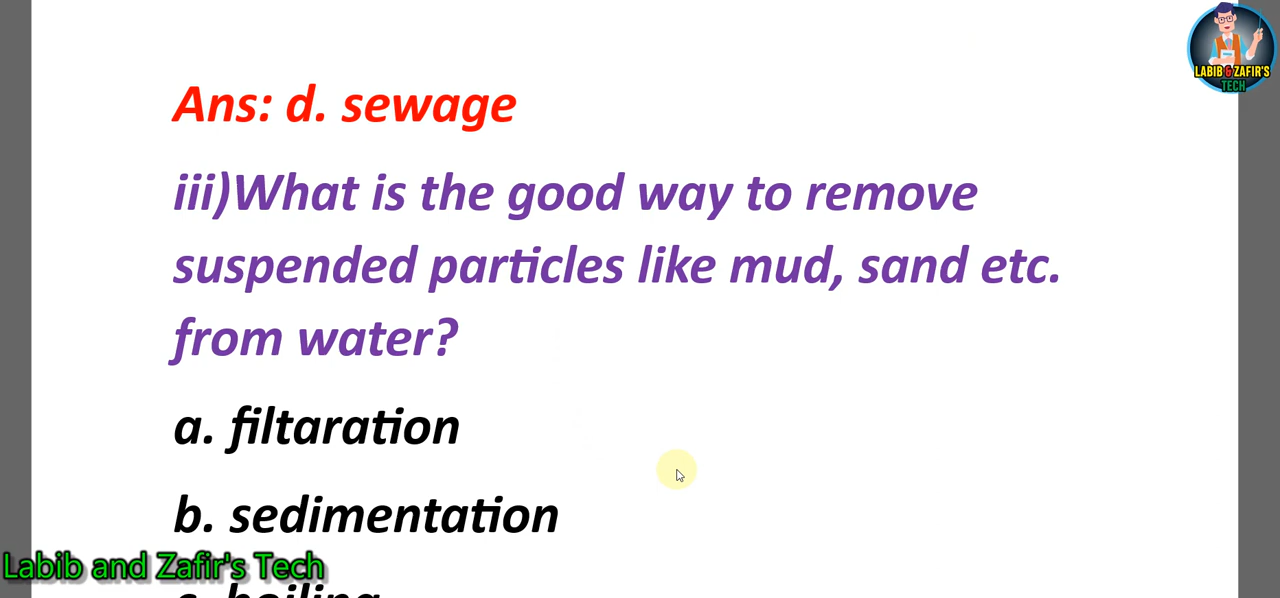 LABIB & ZAFIR'S
TECH
Ans: d. sewage
iii)What is the good way to remove
suspended particles like mud, sand etc.
from water?
a. filtaration
b. sedimentation
Labib and Zafir's Tech
c. boiling